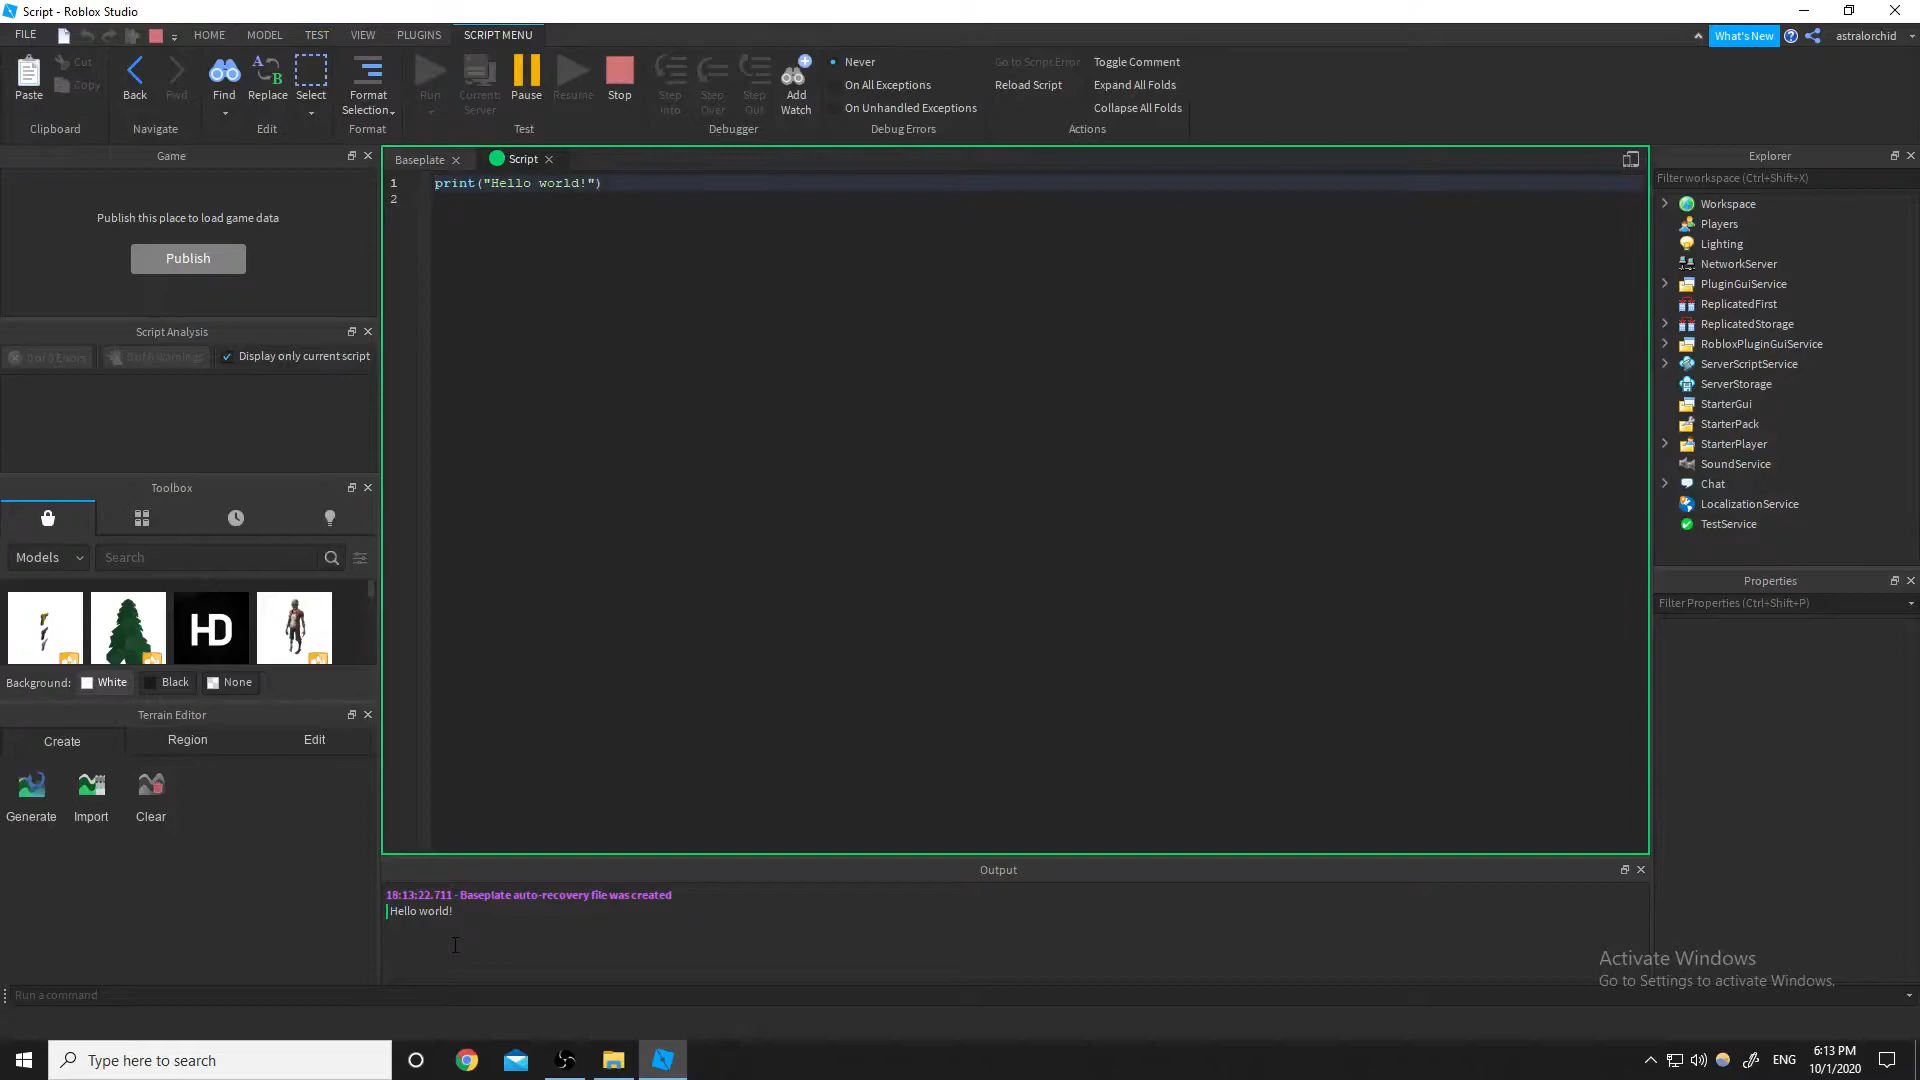 Script - Roblox Studio
FILE HOME MODEL TEST VIEW PLUGINS SCRIPT MENU What's New astralorchid
Paste Cut Copy
Clipboard
Back Fwd
Navigate
Find Replace Select
Edit
Format Selection
Format
Run Current: Server Pause Resume Stop
Test
Step Into Step Over Step Out Add Watch
Debugger
Never
On All Exceptions
On Unhandled Exceptions
Debug Errors
Go to Script Error Toggle Comment
Reload Script Expand All Folds
Collapse All Folds
Actions
Game
Publish this place to load game data
Publish
Script Analysis
Display only current script
Toolbox
Models Search
HD
Background: White Black None
Terrain Editor
Create Region Edit
Generate Import Clear
Baseplate Script
1 print("Hello world!")
2
Output
18:13:22.711 - Baseplate auto-recovery file was created
Hello world!
Explorer
Filter workspace (Ctrl+Shift+X)
Workspace
Players
Lighting
NetworkServer
PluginGuiService
ReplicatedFirst
ReplicatedStorage
RobloxPluginGuiService
ServerScriptService
ServerStorage
StarterGui
StarterPack
StarterPlayer
SoundService
Chat
LocalizationService
TestService
Properties
Filter Properties (Ctrl+Shift+P)
Activate Windows
Go to Settings to activate Windows.
Run a command
Type here to search
ENG
6:13 PM
10/1/2020